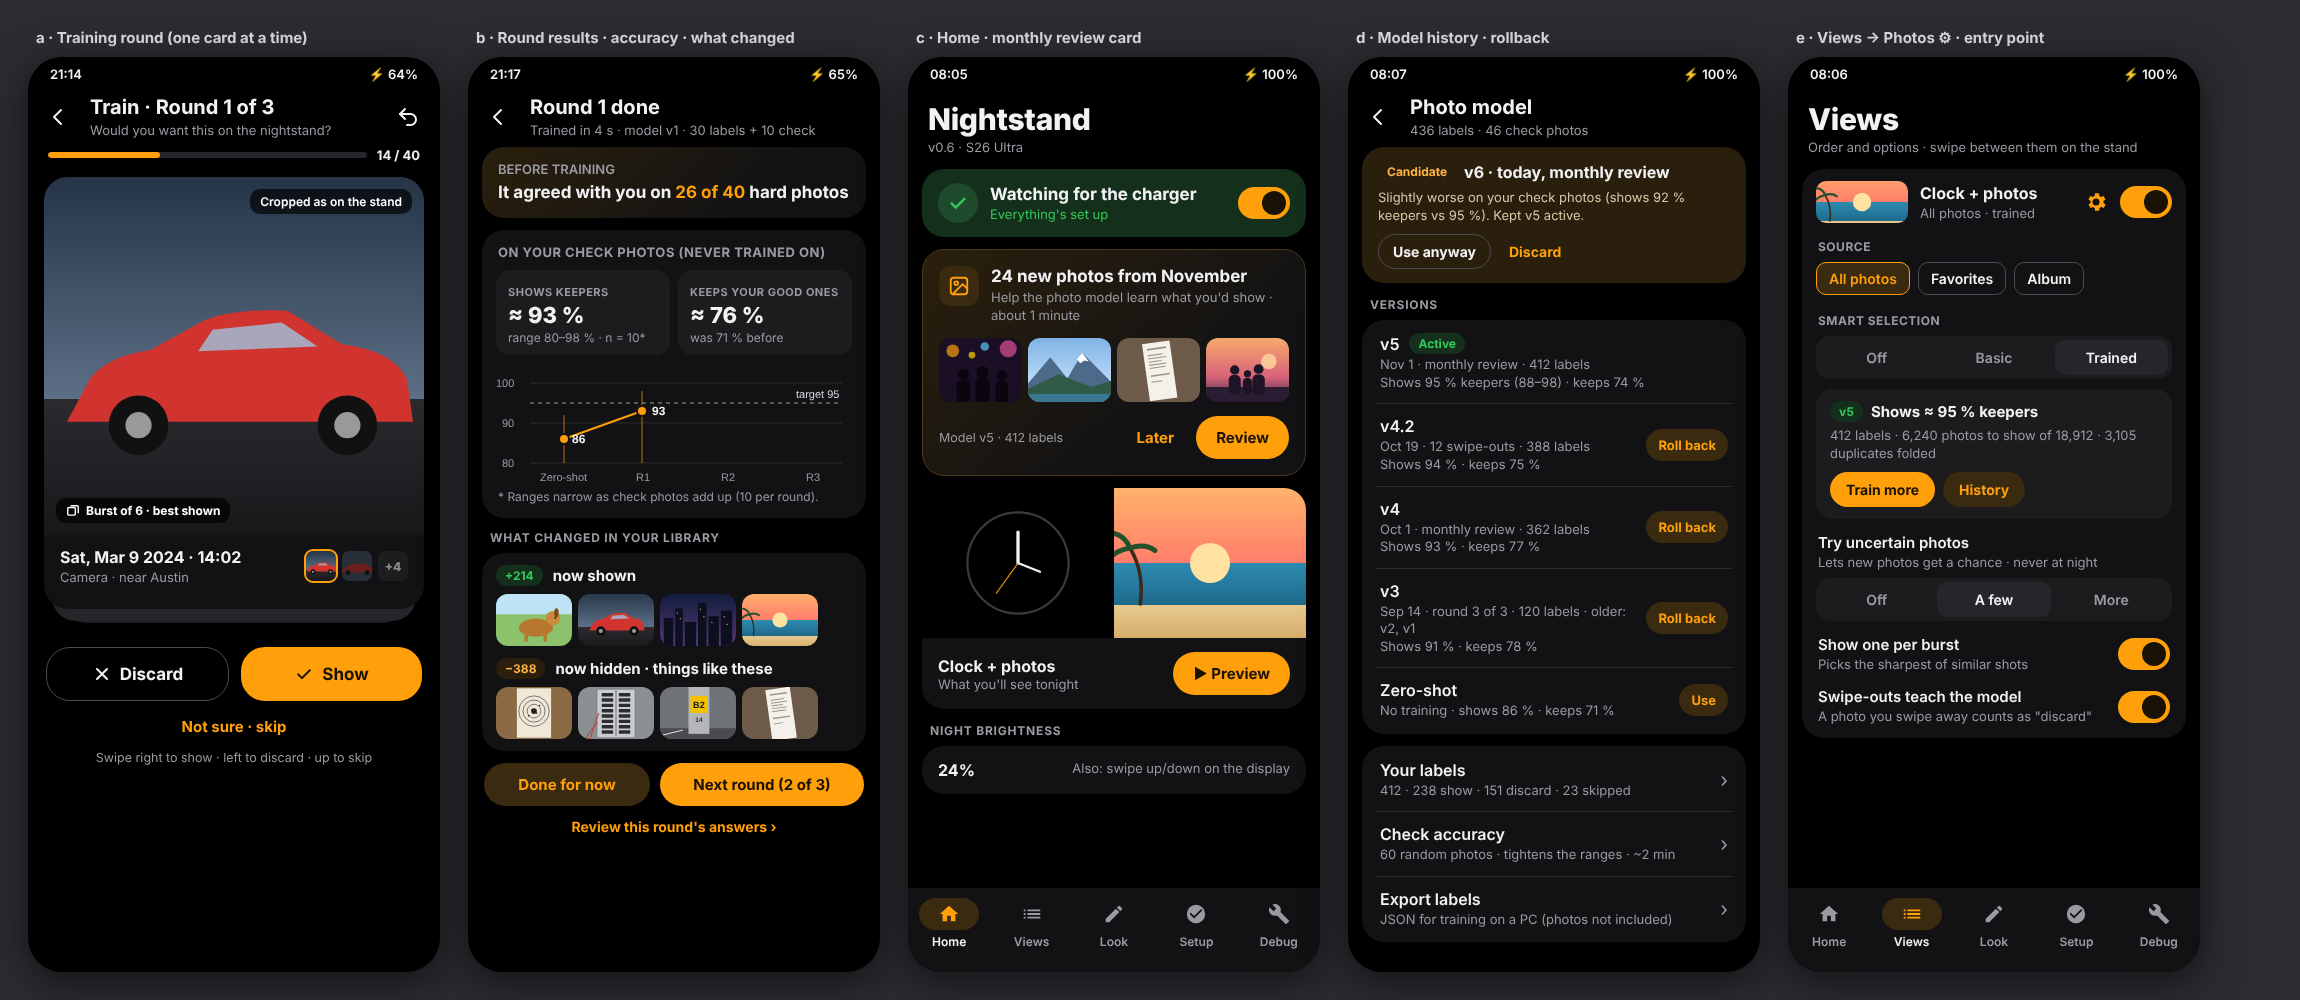 a · Training round (one card at a time)
21:14
64%
Train · Round 1 of 3
Would you want this on the nightstand?
14 / 40
Cropped as on the stand
Burst of 6 · best shown
Sat, Mar 9 2024 · 14:02
Camera · near Austin
+4
Discard
Show
Not sure · skip
Swipe right to show · left to discard · up to skip
b · Round results · accuracy · what changed
21:17
65%
Round 1 done
Trained in 4 s · model v1 · 30 labels + 10 check
BEFORE TRAINING
It agreed with you on 26 of 40 hard photos
ON YOUR CHECK PHOTOS (NEVER TRAINED ON)
SHOWS KEEPERS
≈ 93 %
range 80–98 % · n = 10*
KEEPS YOUR GOOD ONES
≈ 76 %
was 71 % before
100
target 95
93
90
86
80
Zero-shot
R1
R2
R3
* Ranges narrow as check photos add up (10 per round).
WHAT CHANGED IN YOUR LIBRARY
+214 now shown
−388 now hidden · things like these
B2
14
Done for now
Next round (2 of 3)
Review this round's answers ›
c · Home · monthly review card
08:05
100%
Nightstand
v0.6 · S26 Ultra
Watching for the charger
Everything's set up
24 new photos from November
Help the photo model learn what you'd show ·
about 1 minute
Model v5 · 412 labels
Later
Review
Clock + photos
What you'll see tonight
Preview
NIGHT BRIGHTNESS
24%
Also: swipe up/down on the display
Home
Views
Look
Setup
Debug
d · Model history · rollback
08:07
100%
Photo model
436 labels · 46 check photos
Candidate
v6 · today, monthly review
Slightly worse on your check photos (shows 92 %
keepers vs 95 %). Kept v5 active.
Use anyway
Discard
VERSIONS
v5
Active
Nov 1 · monthly review · 412 labels
Shows 95 % keepers (88–98) · keeps 74 %
v4.2
Oct 19 · 12 swipe-outs · 388 labels
Shows 94 % · keeps 75 %
Roll back
v4
Oct 1 · monthly review · 362 labels
Shows 93 % · keeps 77 %
Roll back
v3
Sep 14 · round 3 of 3 · 120 labels · older:
v2, v1
Shows 91 % · keeps 78 %
Roll back
Zero-shot
No training · shows 86 % · keeps 71 %
Use
Your labels
412 · 238 show · 151 discard · 23 skipped
Check accuracy
60 random photos · tightens the ranges · ~2 min
Export labels
JSON for training on a PC (photos not included)
e · Views → Photos ⚙ · entry point
08:06
100%
Views
Order and options · swipe between them on the stand
Clock + photos
All photos · trained
SOURCE
All photos
Favorites
Album
SMART SELECTION
Off
Basic
Trained
v5
Shows ≈ 95 % keepers
412 labels · 6,240 photos to show of 18,912 · 3,105
duplicates folded
Train more
History
Try uncertain photos
Lets new photos get a chance · never at night
Off
A few
More
Show one per burst
Picks the sharpest of similar shots
Swipe-outs teach the model
A photo you swipe away counts as "discard"
Home
Views
Look
Setup
Debug